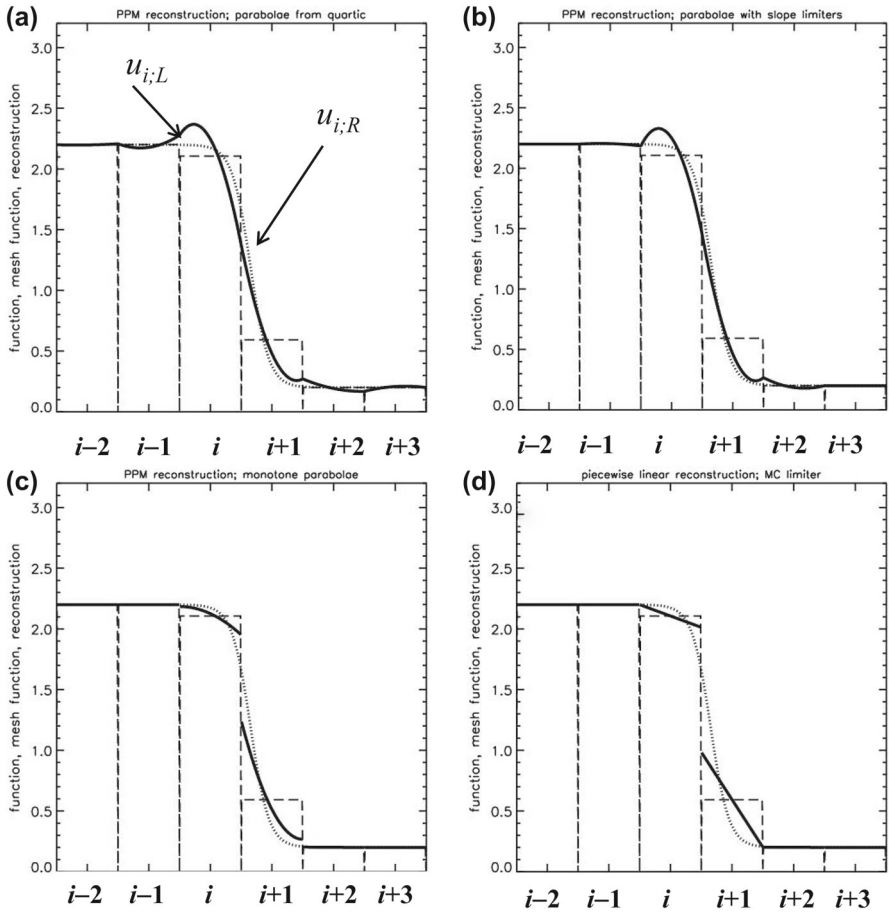 (a)
PPM reconstruction; parabolae from quartic
function, mesh function, reconstruction
3.0
2.5
2.0
1.5
1.0
0.5
0.0
u_{i;L}
u_{i;R}
i–2 i–1 i i+1 i+2 i+3
(b)
PPM reconstruction; parabolae with slope limiters
function, mesh function, reconstruction
3.0
2.5
2.0
1.5
1.0
0.5
0.0
i–2 i–1 i i+1 i+2 i+3
(c)
PPM reconstruction; monotone parabolae
function, mesh function, reconstruction
3.0
2.5
2.0
1.5
1.0
0.5
0.0
i–2 i–1 i i+1 i+2 i+3
(d)
piecewise linear reconstruction; MC limiter
function, mesh function, reconstruction
3.0
2.5
2.0
1.5
1.0
0.5
0.0
i–2 i–1 i i+1 i+2 i+3